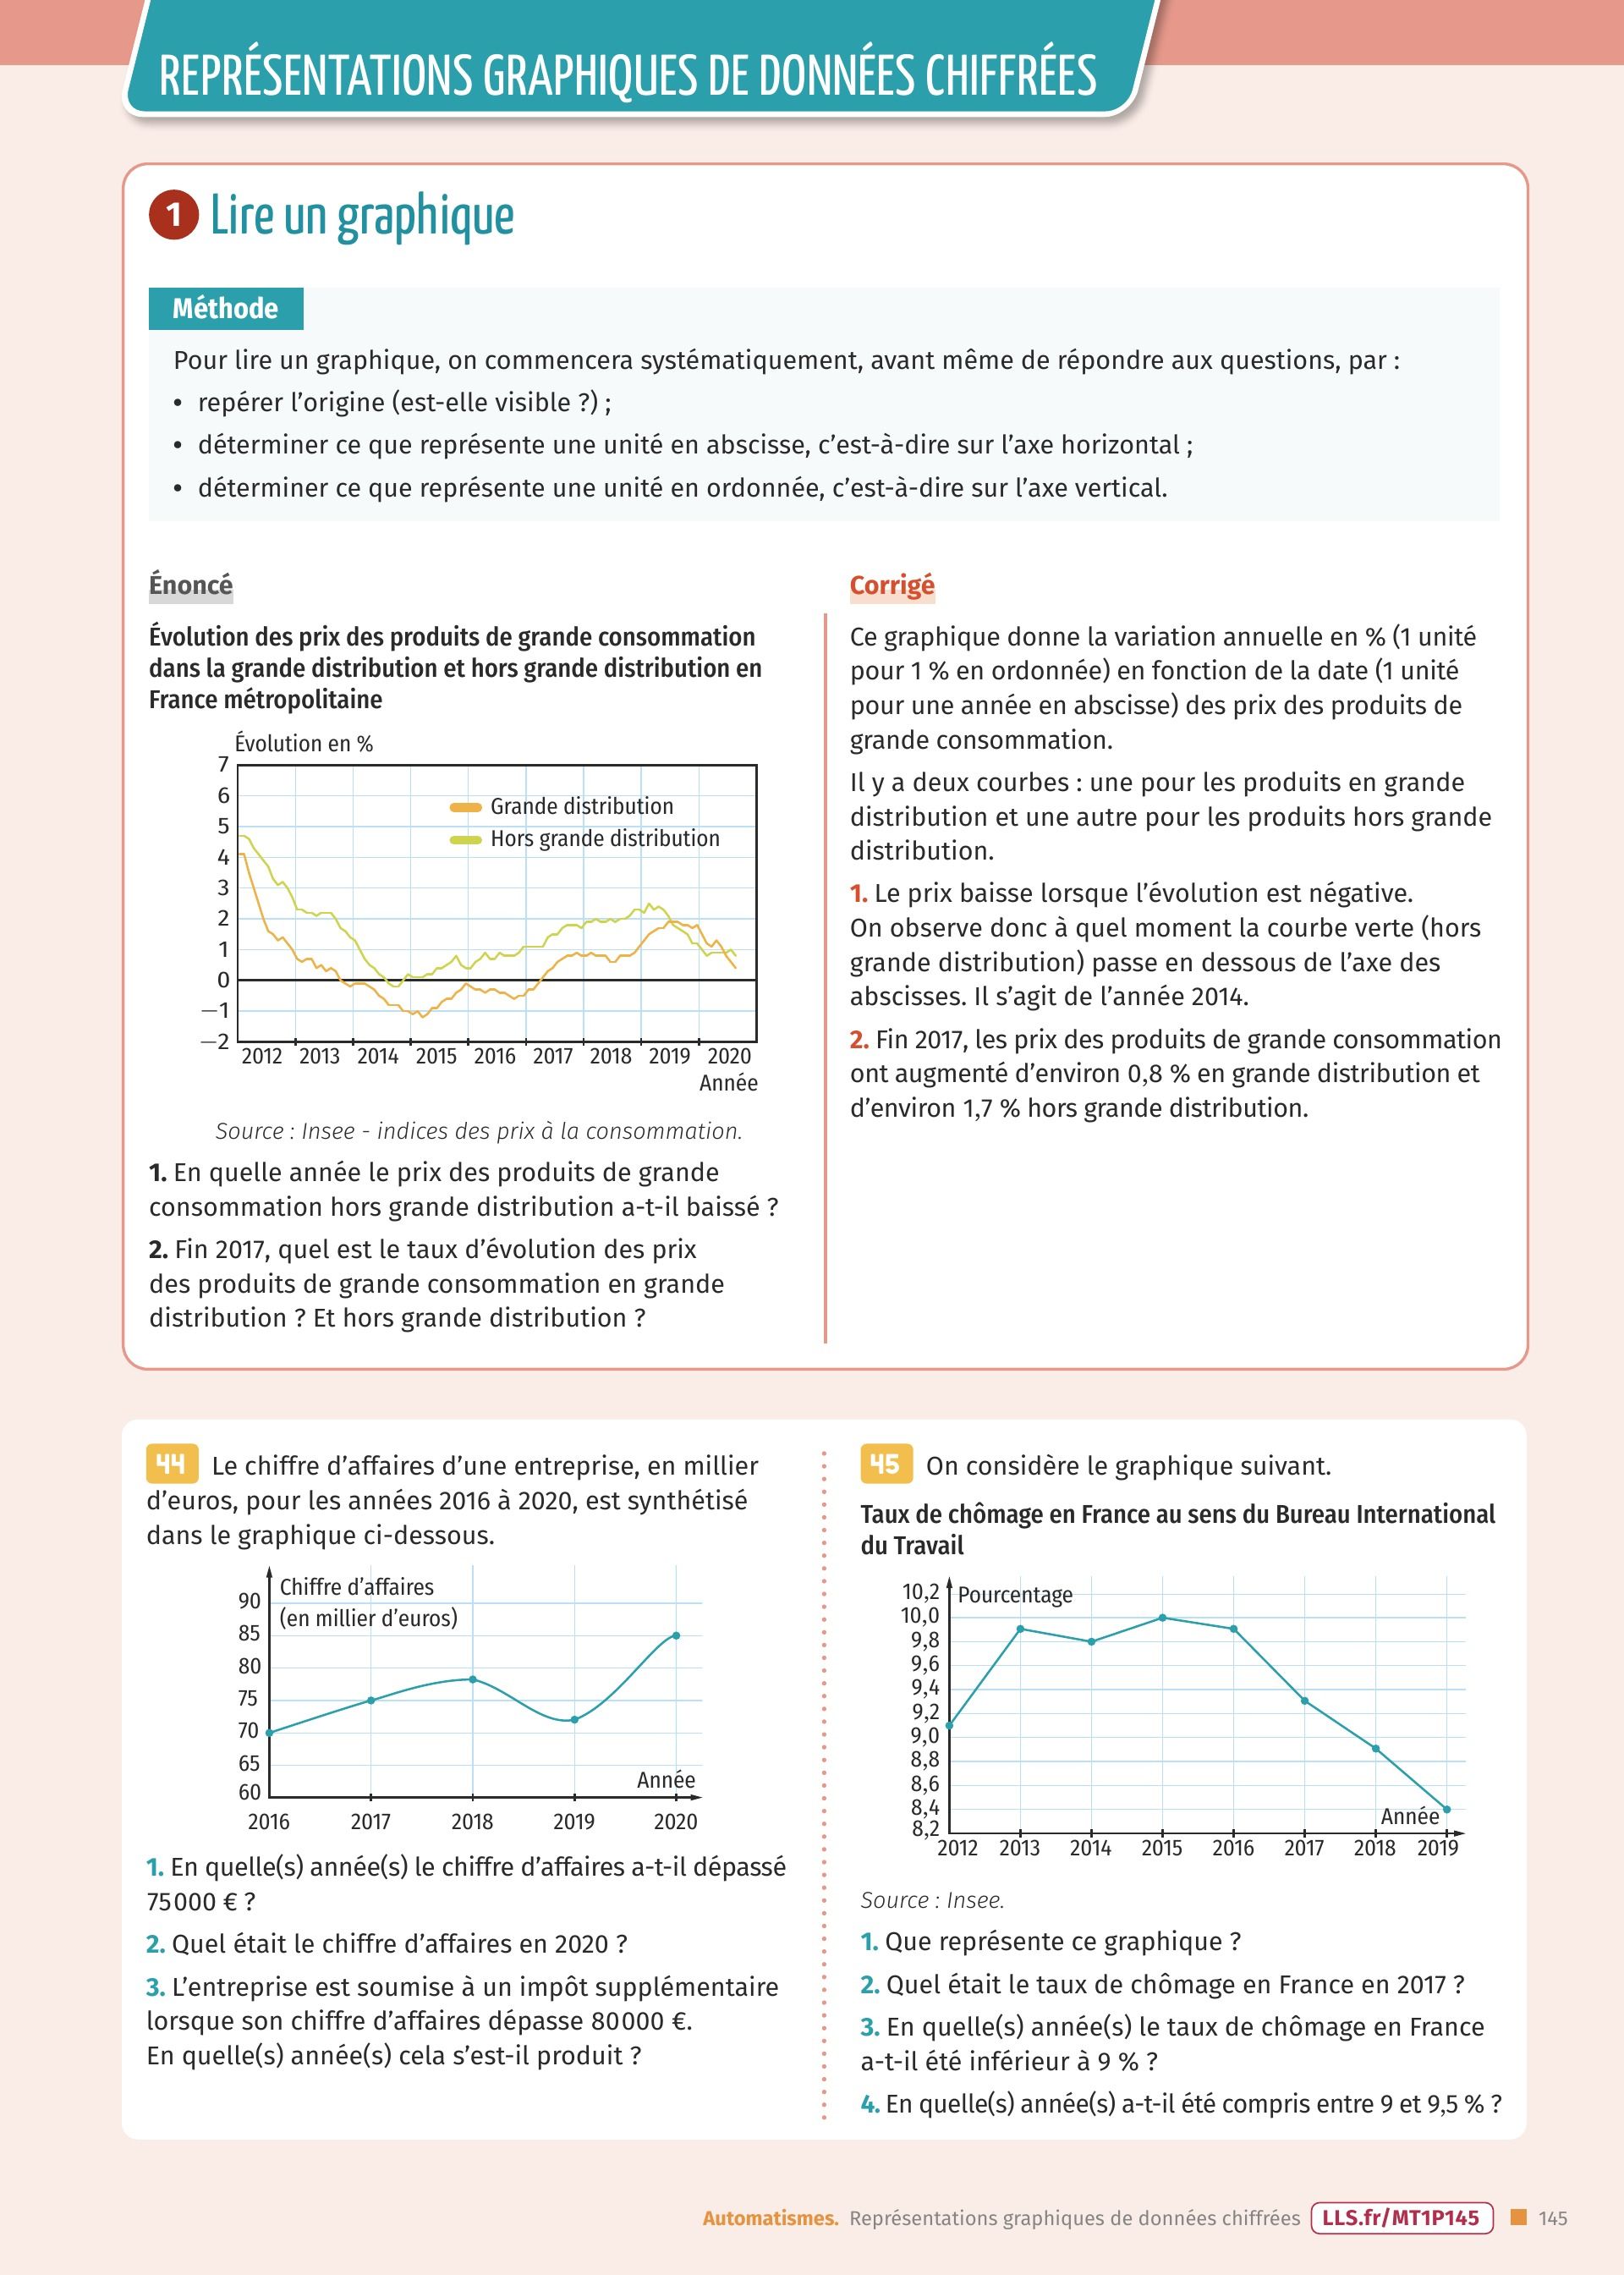 REPRÉSENTATIONS GRAPHIQUES DE DONNÉES CHIFFRÉES
1 Lire un graphique
Méthode
Pour lire un graphique, on commencera systématiquement, avant même de répondre aux questions, par :
• repérer l’origine (est-elle visible ?) ;
• déterminer ce que représente une unité en abscisse, c’est-à-dire sur l’axe horizontal ;
• déterminer ce que représente une unité en ordonnée, c’est-à-dire sur l’axe vertical.
Énoncé
Évolution des prix des produits de grande consommation
dans la grande distribution et hors grande distribution en
France métropolitaine
Évolution en %
7
6
5
4
3
2
1
0
−1
−2
Grande distribution
Hors grande distribution
2012 2013 2014 2015 2016 2017 2018 2019 2020
Année
Source : Insee - indices des prix à la consommation.
1. En quelle année le prix des produits de grande
consommation hors grande distribution a-t-il baissé ?
2. Fin 2017, quel est le taux d’évolution des prix
des produits de grande consommation en grande
distribution ? Et hors grande distribution ?
Corrigé
Ce graphique donne la variation annuelle en % (1 unité
pour 1 % en ordonnée) en fonction de la date (1 unité
pour une année en abscisse) des prix des produits de
grande consommation.
Il y a deux courbes : une pour les produits en grande
distribution et une autre pour les produits hors grande
distribution.
1. Le prix baisse lorsque l’évolution est négative.
On observe donc à quel moment la courbe verte (hors
grande distribution) passe en dessous de l’axe des
abscisses. Il s’agit de l’année 2014.
2. Fin 2017, les prix des produits de grande consommation
ont augmenté d’environ 0,8 % en grande distribution et
d’environ 1,7 % hors grande distribution.
44 Le chiffre d’affaires d’une entreprise, en millier
d’euros, pour les années 2016 à 2020, est synthétisé
dans le graphique ci-dessous.
Chiffre d’affaires
(en millier d’euros)
90
85
80
75
70
65
60
Année
2016 2017 2018 2019 2020
1. En quelle(s) année(s) le chiffre d’affaires a-t-il dépassé
75 000 € ?
2. Quel était le chiffre d’affaires en 2020 ?
3. L’entreprise est soumise à un impôt supplémentaire
lorsque son chiffre d’affaires dépasse 80 000 €.
En quelle(s) année(s) cela s’est-il produit ?
45 On considère le graphique suivant.
Taux de chômage en France au sens du Bureau International
du Travail
Pourcentage
10,2
10,0
9,8
9,6
9,4
9,2
9,0
8,8
8,6
8,4
8,2
Année
2012 2013 2014 2015 2016 2017 2018 2019
Source : Insee.
1. Que représente ce graphique ?
2. Quel était le taux de chômage en France en 2017 ?
3. En quelle(s) année(s) le taux de chômage en France
a-t-il été inférieur à 9 % ?
4. En quelle(s) année(s) a-t-il été compris entre 9 et 9,5 % ?
Automatismes. Représentations graphiques de données chiffrées LLS.fr/MT1P145 145